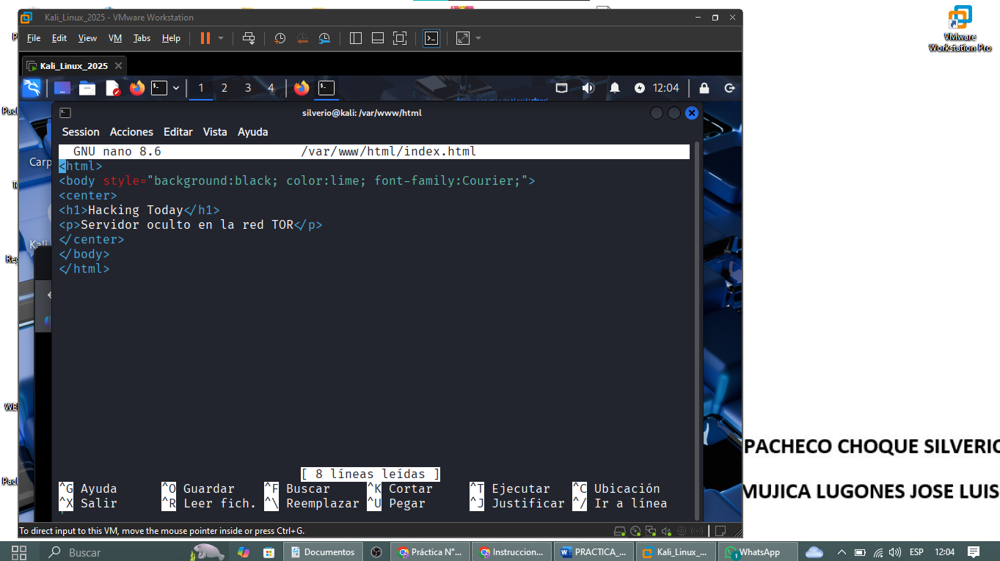 Kali_Linux_2025 - VMware Workstation
File Edit View VM Tabs Help
Kali_Linux_2025
1 2 3 4 12:04
silverio@kali: /var/www/html
Session Acciones Editar Vista Ayuda
GNU nano 8.6 /var/www/html/index.html
<html>
<body style="background:black; color:lime; font-family:Courier;">
<center>
<h1>Hacking Today</h1>
<p>Servidor oculto en la red TOR</p>
</center>
</body>
</html>
[ 8 líneas leídas ]
^G Ayuda ^O Guardar ^F Buscar ^K Cortar ^T Ejecutar ^C Ubicación
^X Salir ^R Leer fich. ^\ Reemplazar ^U Pegar ^J Justificar ^/ Ir a línea
To direct input to this VM, move the mouse pointer inside or press Ctrl+G.
VMware
Workstation Pro
PACHECO CHOQUE SILVERIO
MUJICA LUGONES JOSE LUIS
Buscar Documentos Práctica N°... Instruccion... PRACTICA_... Kali_Linux_... 1 WhatsApp ESP 12:04